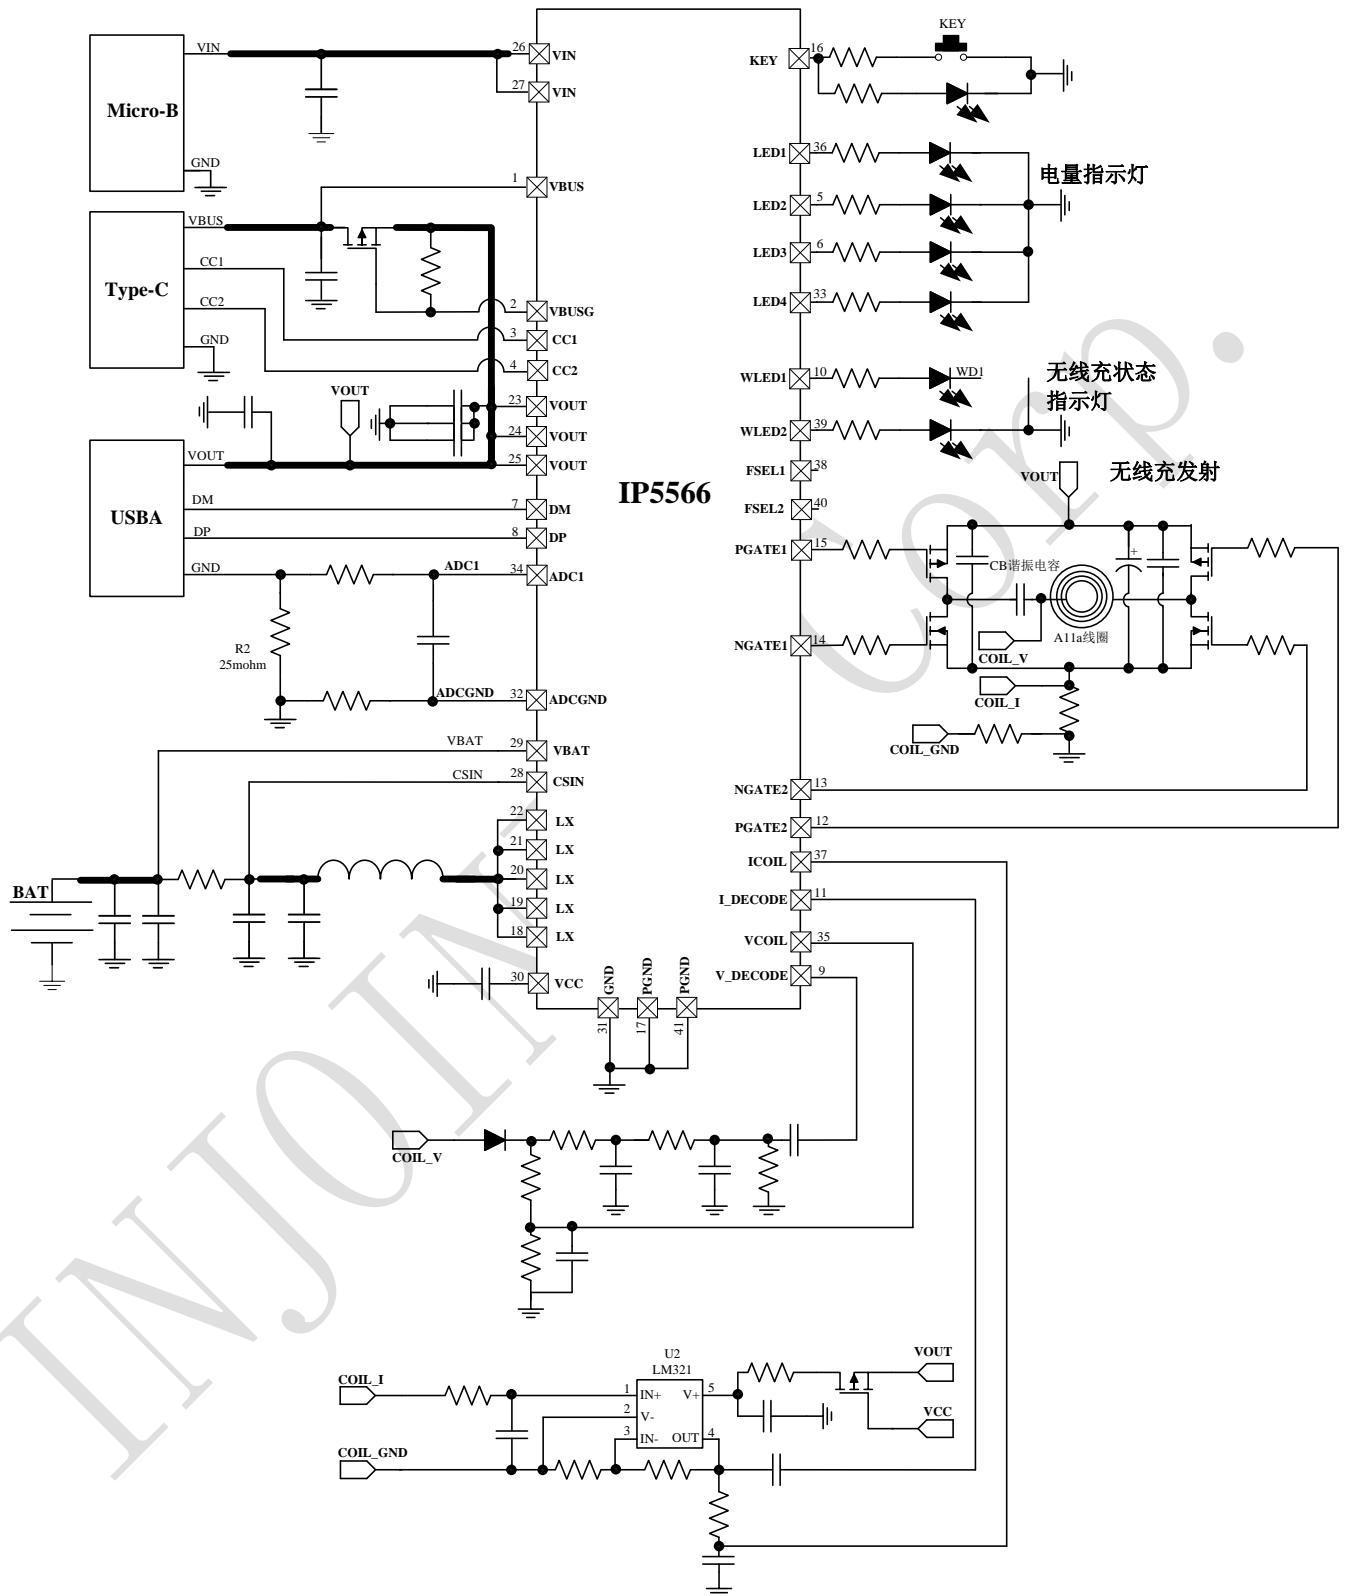 KEY
Micro-B
VIN
GND
26
VIN
27
VIN
Type-C
VBUS
CC1
CC2
GND
1
VBUS
2
VBUSG
3
CC1
4
CC2
VOUT
23
VOUT
24
VOUT
25
VOUT
USBA
VOUT
DM
DP
GND
7
DM
8
DP
ADC1
34
ADC1
R2
25mohm
ADCGND
32
ADCGND
VBAT
29
VBAT
CSIN
28
CSIN
22
LX
21
LX
20
LX
19
LX
18
LX
BAT
30
VCC
GND
PGND
PGND
31
17
41
IP5566
KEY
16
LED1
36
LED2
5
LED3
6
LED4
33
电量指示灯
WLED1
10
WD1
WLED2
39
无线充状态
指示灯
FSEL1
38
FSEL2
40
无线充发射
VOUT
PGATE1
15
CB谐振电容
+
A11a线圈
NGATE1
14
COIL_V
COIL_I
COIL_GND
NGATE2
13
PGATE2
12
ICOIL
37
I_DECODE
11
VCOIL
35
V_DECODE
9
COIL_V
U2
LM321
COIL_I
1
IN+
V+
5
2
V-
3
IN-
OUT
4
COIL_GND
VOUT
VCC
INJOINIC Corp.